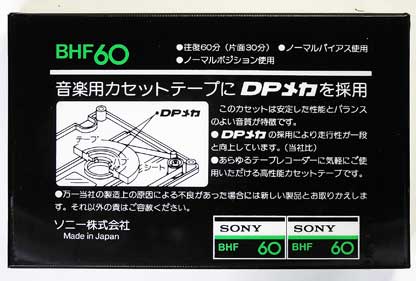 BHF60
●往復60分（片面30分）●ノーマルバイアス使用
●ノーマルポジション使用
音楽用カセットテープにDPメカを採用
●DPメカ
テープ
ハブ
シート
このカセットは安定した性能とバランス
のよい音質が特徴です。
●DPメカの採用により走行性が一段
と向上しています。（当社比）
●あらゆるテープレコーダーに気軽にご使
用いただける高性能カセットテープです。
●万一当社の製造上の原因による不良があった場合には新しい製品とお取りかえしま
す。それ以外の責はご容赦ください。
ソニー株式会社
Made in Japan
SONY
BHF 60
SONY
BHF 60